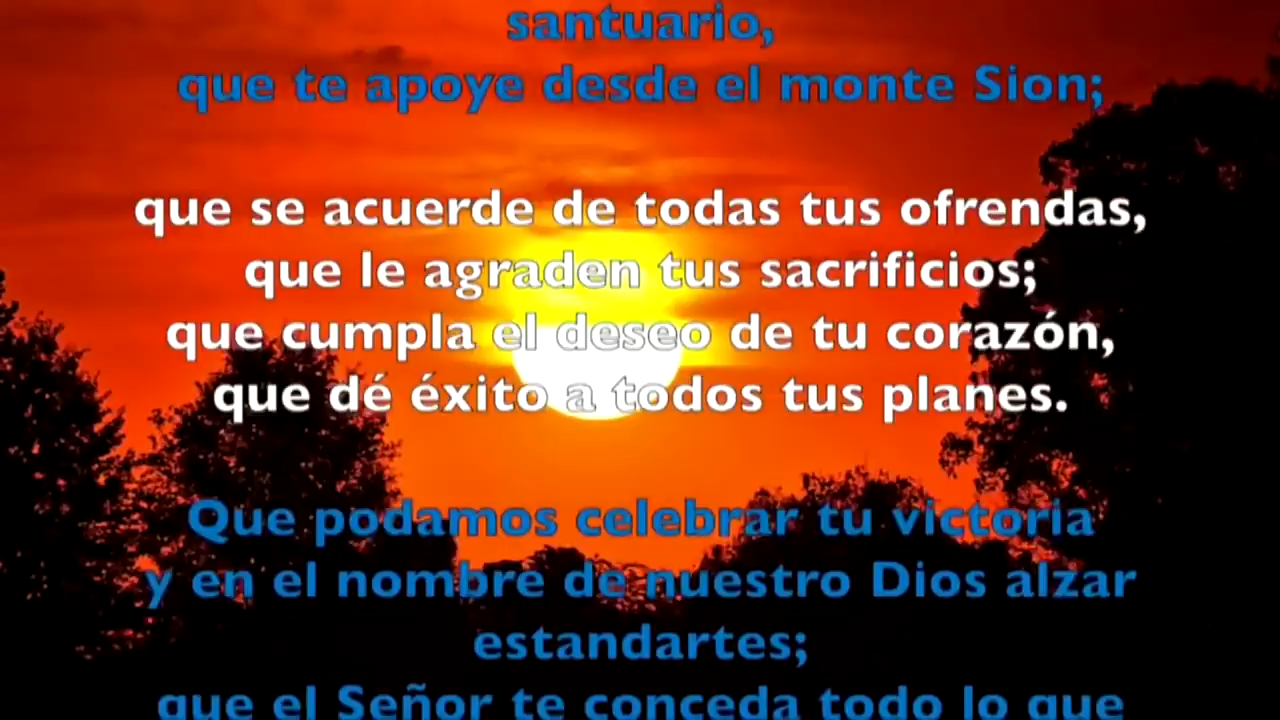 santuario,
que te apoye desde el monte Sion;
que se acuerde de todas tus ofrendas,
que le agraden tus sacrificios;
que cumpla el deseo de tu corazón,
que dé éxito a todos tus planes.
Que podamos celebrar tu victoria
y en el nombre de nuestro Dios alzar
estandartes;
que el Señor te conceda todo lo que